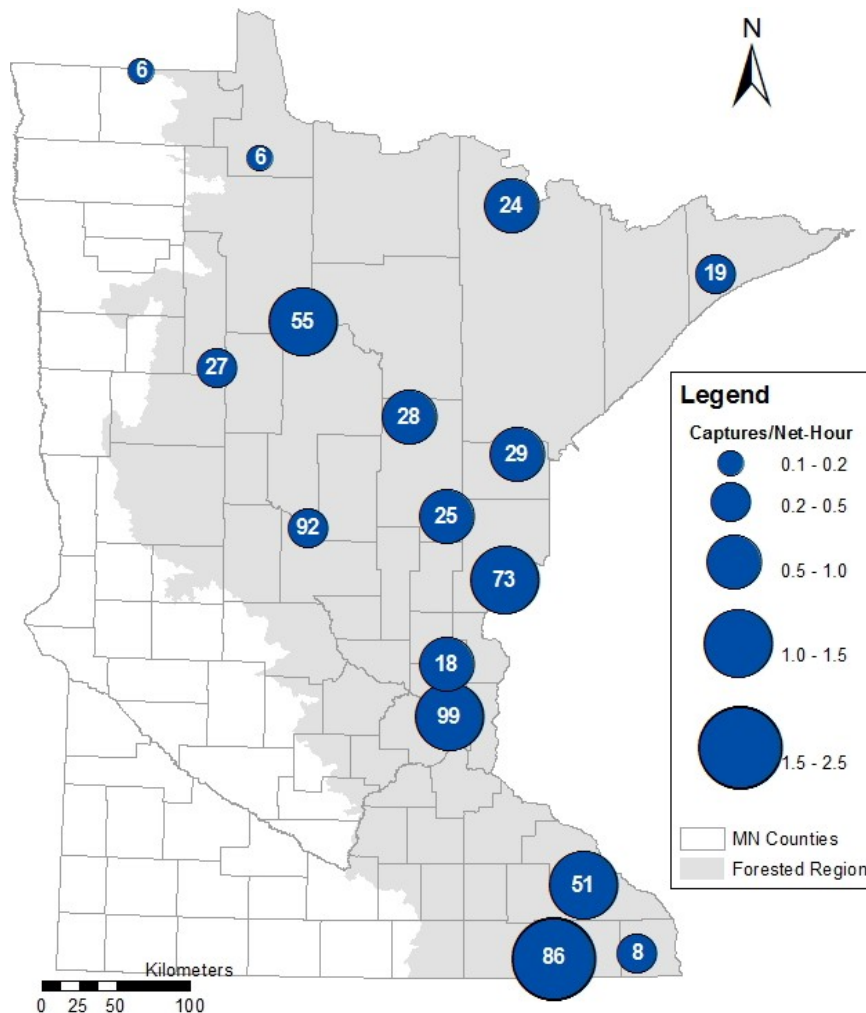 N
6
6
24
19
55
27
28
29
25
92
73
18
99
51
86
8
Legend
Captures/Net-Hour
0.1 - 0.2
0.2 - 0.5
0.5 - 1.0
1.0 - 1.5
1.5 - 2.5
MN Counties
Forested Region
Kilometers
0 25 50 100